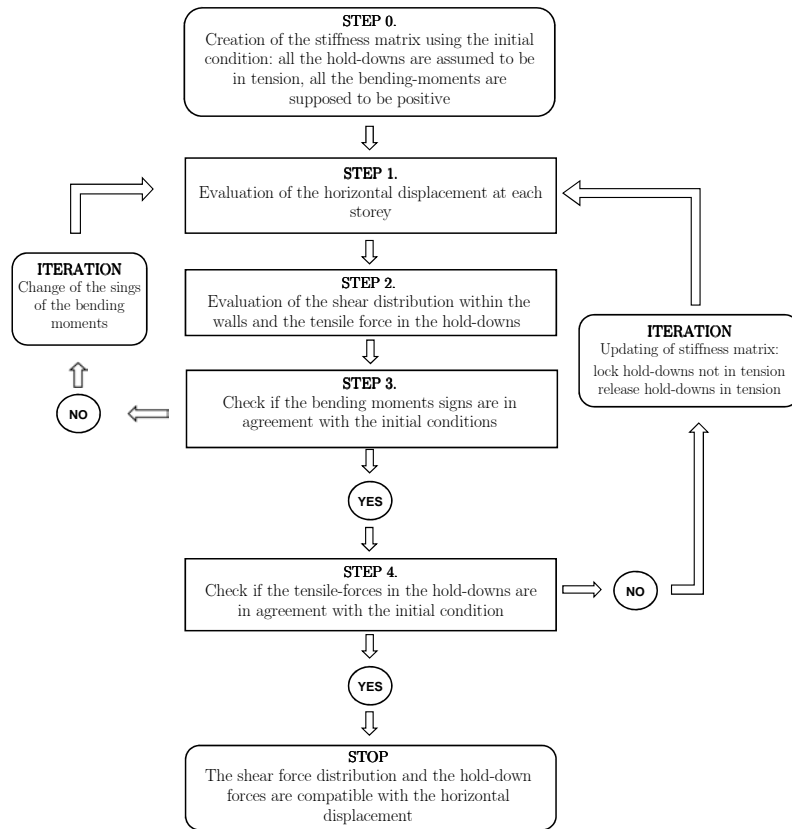 STEP 0.
Creation of the stiffness matrix using the initial
condition: all the hold-downs are assumed to be
in tension, all the bending-moments are
supposed to be positive
STEP 1.
Evaluation of the horizontal displacement at each
storey
ITERATION
Change of the sings
of the bending
moments
STEP 2.
Evaluation of the shear distribution within the
walls and the tensile force in the hold-downs
ITERATION
Updating of stiffness matrix:
lock hold-downs not in tension
release hold-downs in tension
STEP 3.
Check if the bending moments signs are in
agreement with the initial conditions
NO
YES
STEP 4.
Check if the tensile-forces in the hold-downs are
in agreement with the initial condition
NO
YES
STOP
The shear force distribution and the hold-down
forces are compatible with the horizontal
displacement